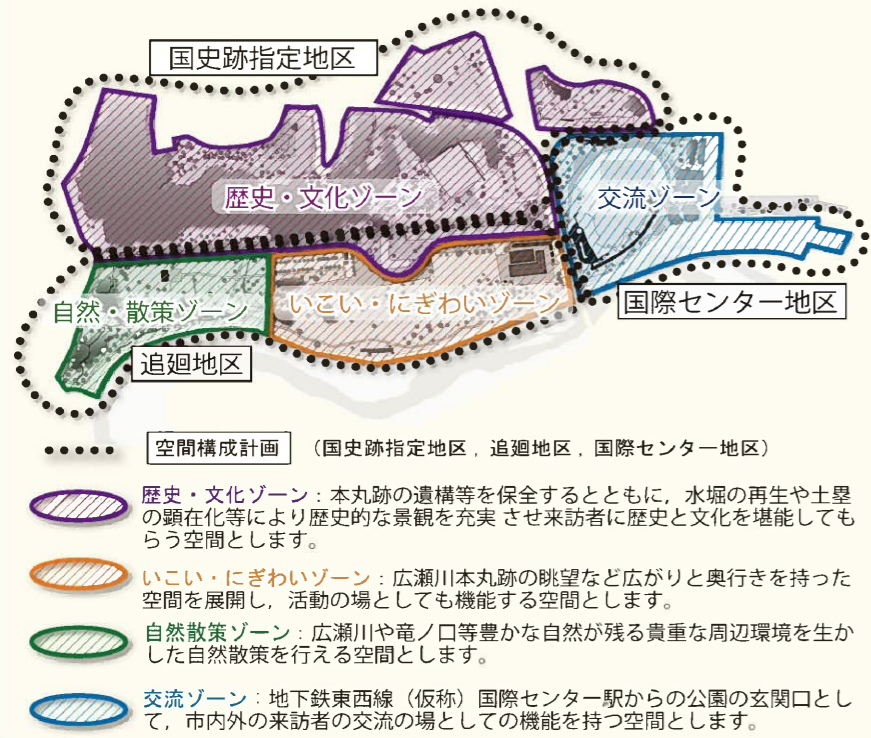 国史跡指定地区
歴史・文化ゾーン
交流ゾーン
自然・散策ゾーン
いこい・にぎわいゾーン
国際センター地区
追廻地区
空間構成計画 （国史跡指定地区，追廻地区，国際センター地区）
歴史・文化ゾーン：本丸跡の遺構等を保全するとともに，水堀の再生や土塁
の顕在化等により歴史的な景観を充実 させ来訪者に歴史と文化を堪能しても
らう空間とします。
いこい・にぎわいゾーン：広瀬川本丸跡の眺望など広がりと奥行きを持った
空間を展開し，活動の場としても機能する空間とします。
自然散策ゾーン：広瀬川や竜ノ口等豊かな自然が残る貴重な周辺環境を生か
した自然散策を行える空間とします。
交流ゾーン：地下鉄東西線（仮称）国際センター駅からの公園の玄関口とし
て，市内外の来訪者の交流の場としての機能を持つ空間とします。